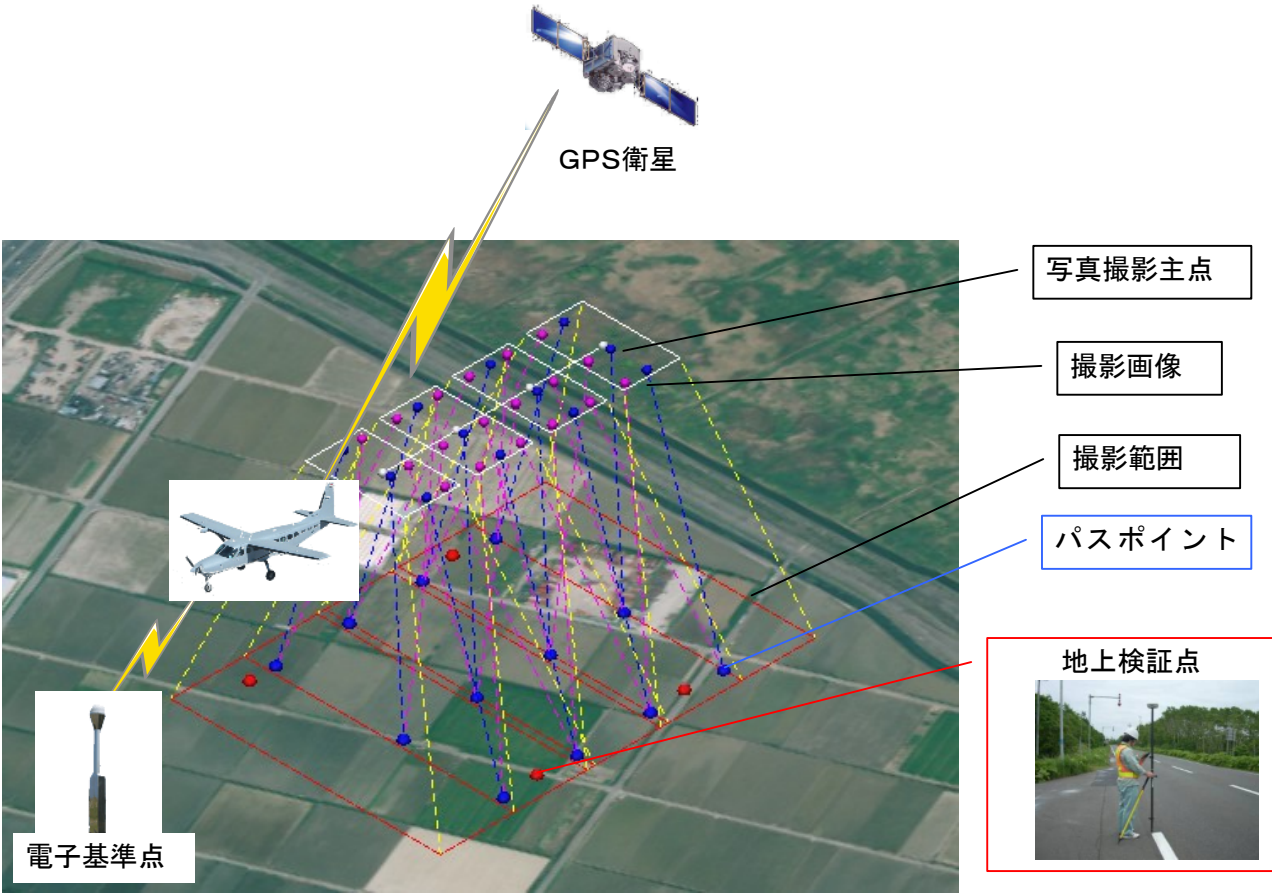 GPS衛星
写真撮影主点
撮影画像
撮影範囲
パスポイント
地上検証点
電子基準点